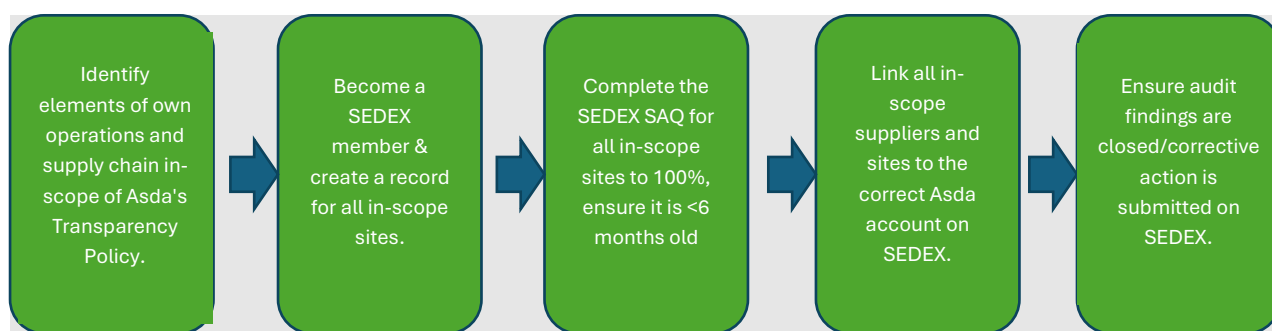 Identify
elements of own
operations and
supply chain in-
scope of Asda's
Transparency
Policy.
Become a
SEDEX
member &
create a record
for all in-scope
sites.
Complete the
SEDEX SAQ for
all in-scope
sites to 100%,
ensure it is <6
months old
Link all in-
scope
suppliers and
sites to the
correct Asda
account on
SEDEX.
Ensure audit
findings are
closed/corrective
action is
submitted on
SEDEX.